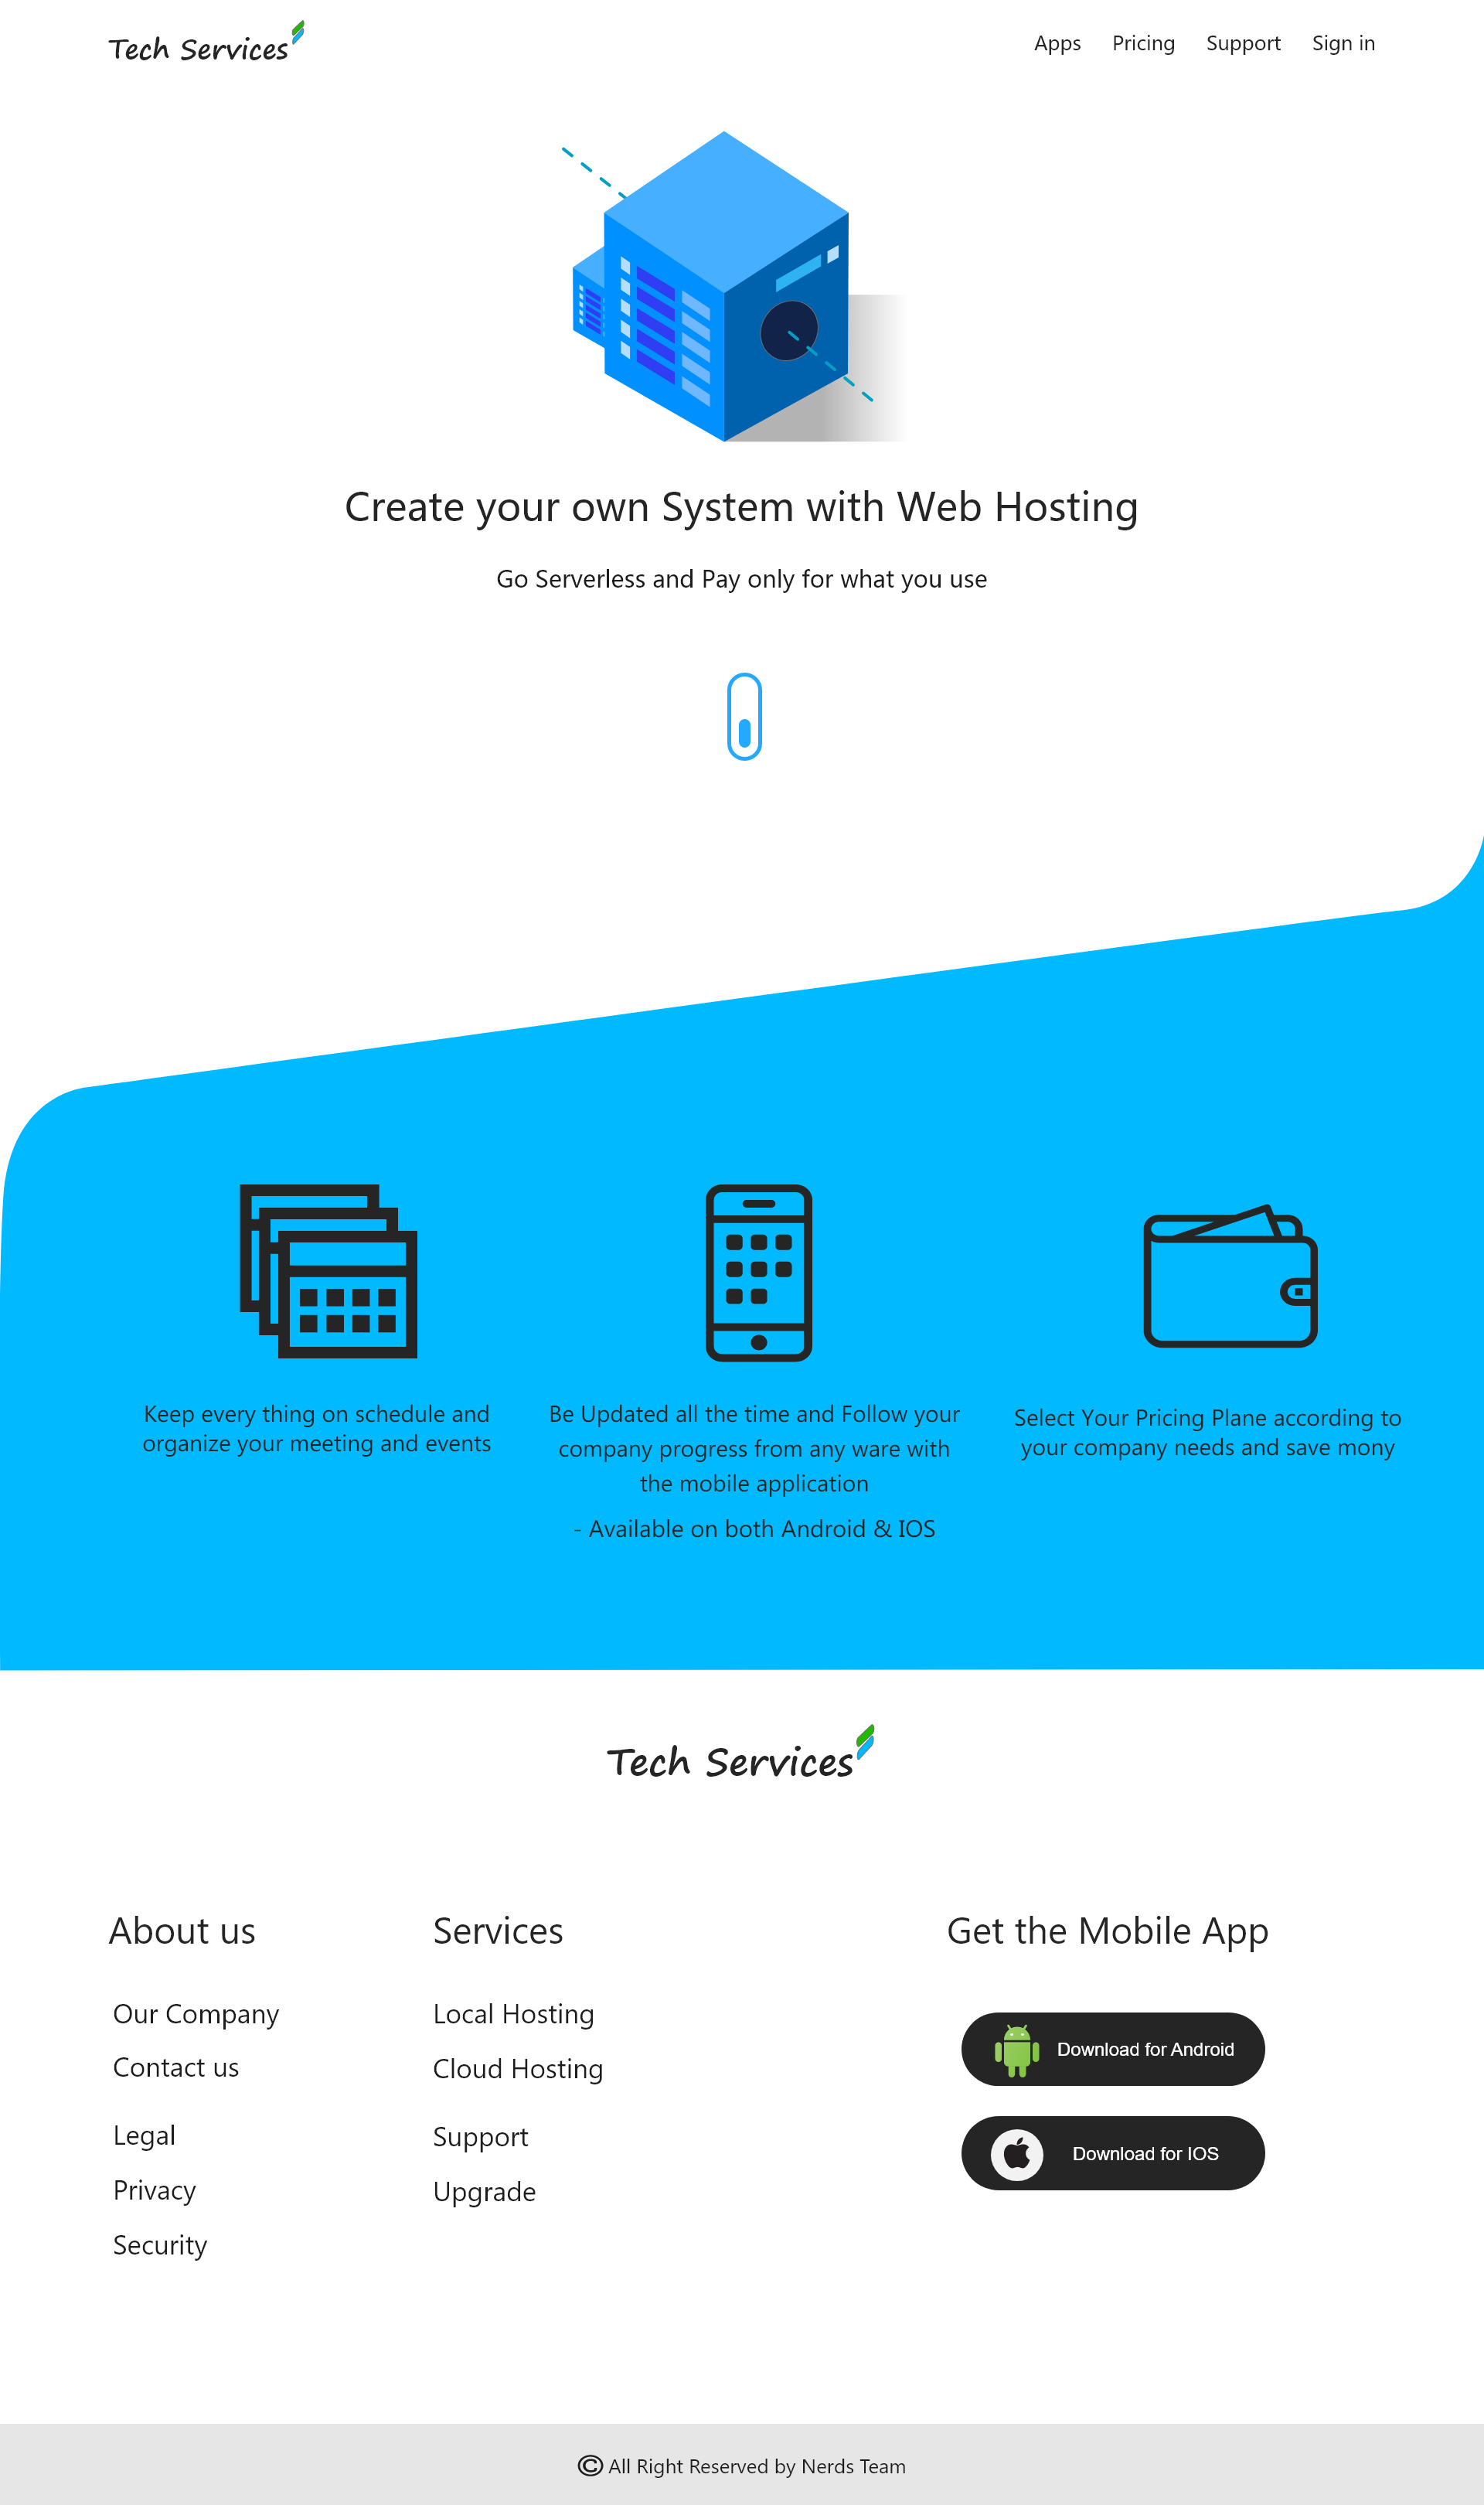 Tech Services
Apps Pricing Support Sign in
Create your own System with Web Hosting
Go Serverless and Pay only for what you use
Keep every thing on schedule and
organize your meeting and events
Be Updated all the time and Follow your
company progress from any ware with
the mobile application
- Available on both Android & IOS
Select Your Pricing Plane according to
your company needs and save mony
Tech Services
About us
Our Company
Contact us
Legal
Privacy
Security
Services
Local Hosting
Cloud Hosting
Support
Upgrade
Get the Mobile App
Download for Android
Download for IOS
© All Right Reserved by Nerds Team